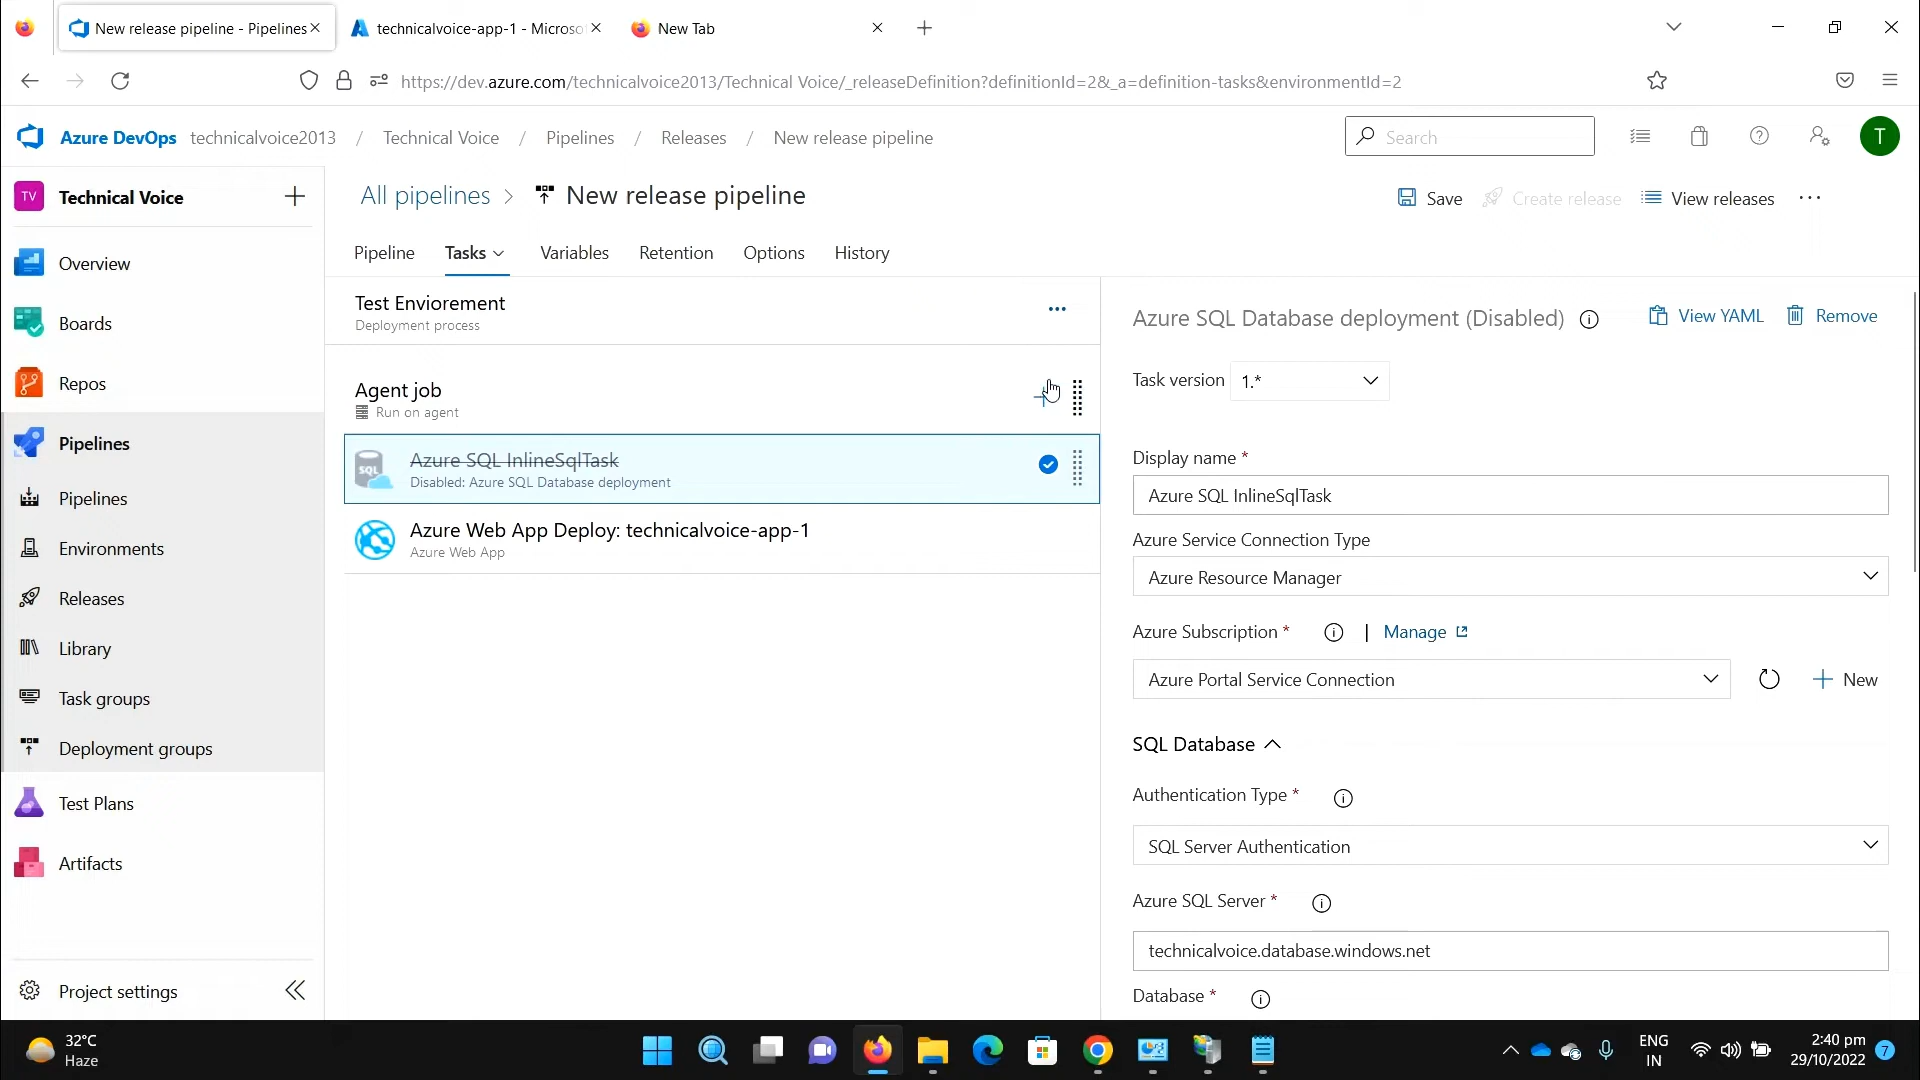 New release pipeline - Pipelines
technicalvoice-app-1 - Microso
New Tab
https://dev.azure.com/technicalvoice2013/Technical Voice/_releaseDefinition?definitionId=2&_a=definition-tasks&environmentId=2
Azure DevOps technicalvoice2013 / Technical Voice / Pipelines / Releases / New release pipeline
Search
T
TV Technical Voice
Overview
Boards
Repos
Pipelines
Pipelines
Environments
Releases
Library
Task groups
Deployment groups
Test Plans
Artifacts
Project settings
All pipelines > New release pipeline
Save
Create release
View releases
Pipeline
Tasks
Variables
Retention
Options
History
Test Enviorement
Deployment process
Agent job
Run on agent
SQL
Azure SQL InlineSqlTask
Disabled: Azure SQL Database deployment
Azure Web App Deploy: technicalvoice-app-1
Azure Web App
Azure SQL Database deployment (Disabled)
View YAML
Remove
Task version 1.*
Display name *
Azure SQL InlineSqlTask
Azure Service Connection Type
Azure Resource Manager
Azure Subscription * | Manage
Azure Portal Service Connection
New
SQL Database
Authentication Type *
SQL Server Authentication
Azure SQL Server *
technicalvoice.database.windows.net
Database *
32°C
Haze
ENG
IN
2:40 pm
29/10/2022
7